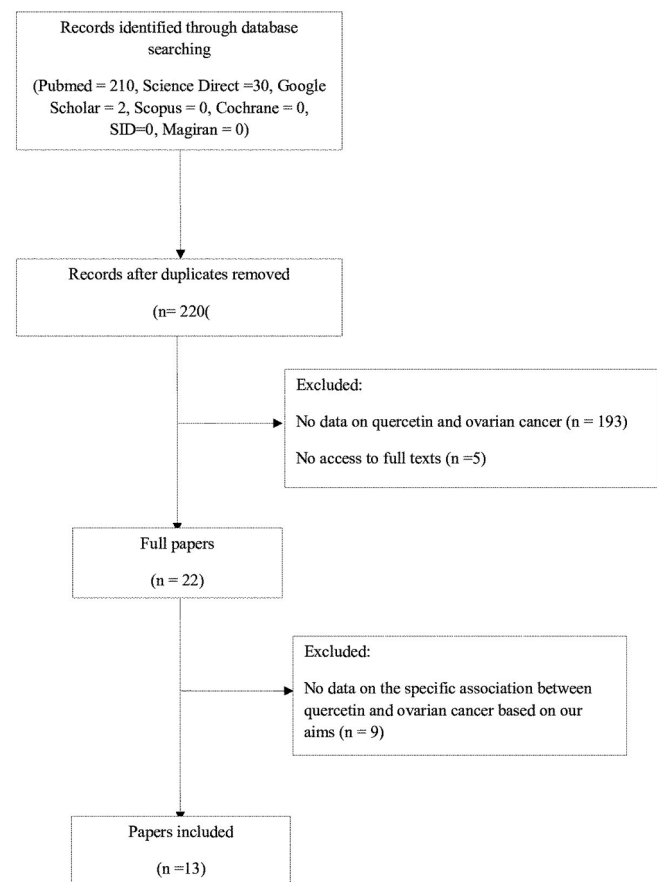 Records identified through database
searching
(Pubmed = 210, Science Direct =30, Google
Scholar = 2, Scopus = 0, Cochrane = 0,
SID=0, Magiran = 0)
Records after duplicates removed
(n= 220(
Excluded:
No data on quercetin and ovarian cancer (n = 193)
No access to full texts (n =5)
Full papers
(n = 22)
Excluded:
No data on the specific association between
quercetin and ovarian cancer based on our
aims (n = 9)
Papers included
(n =13)